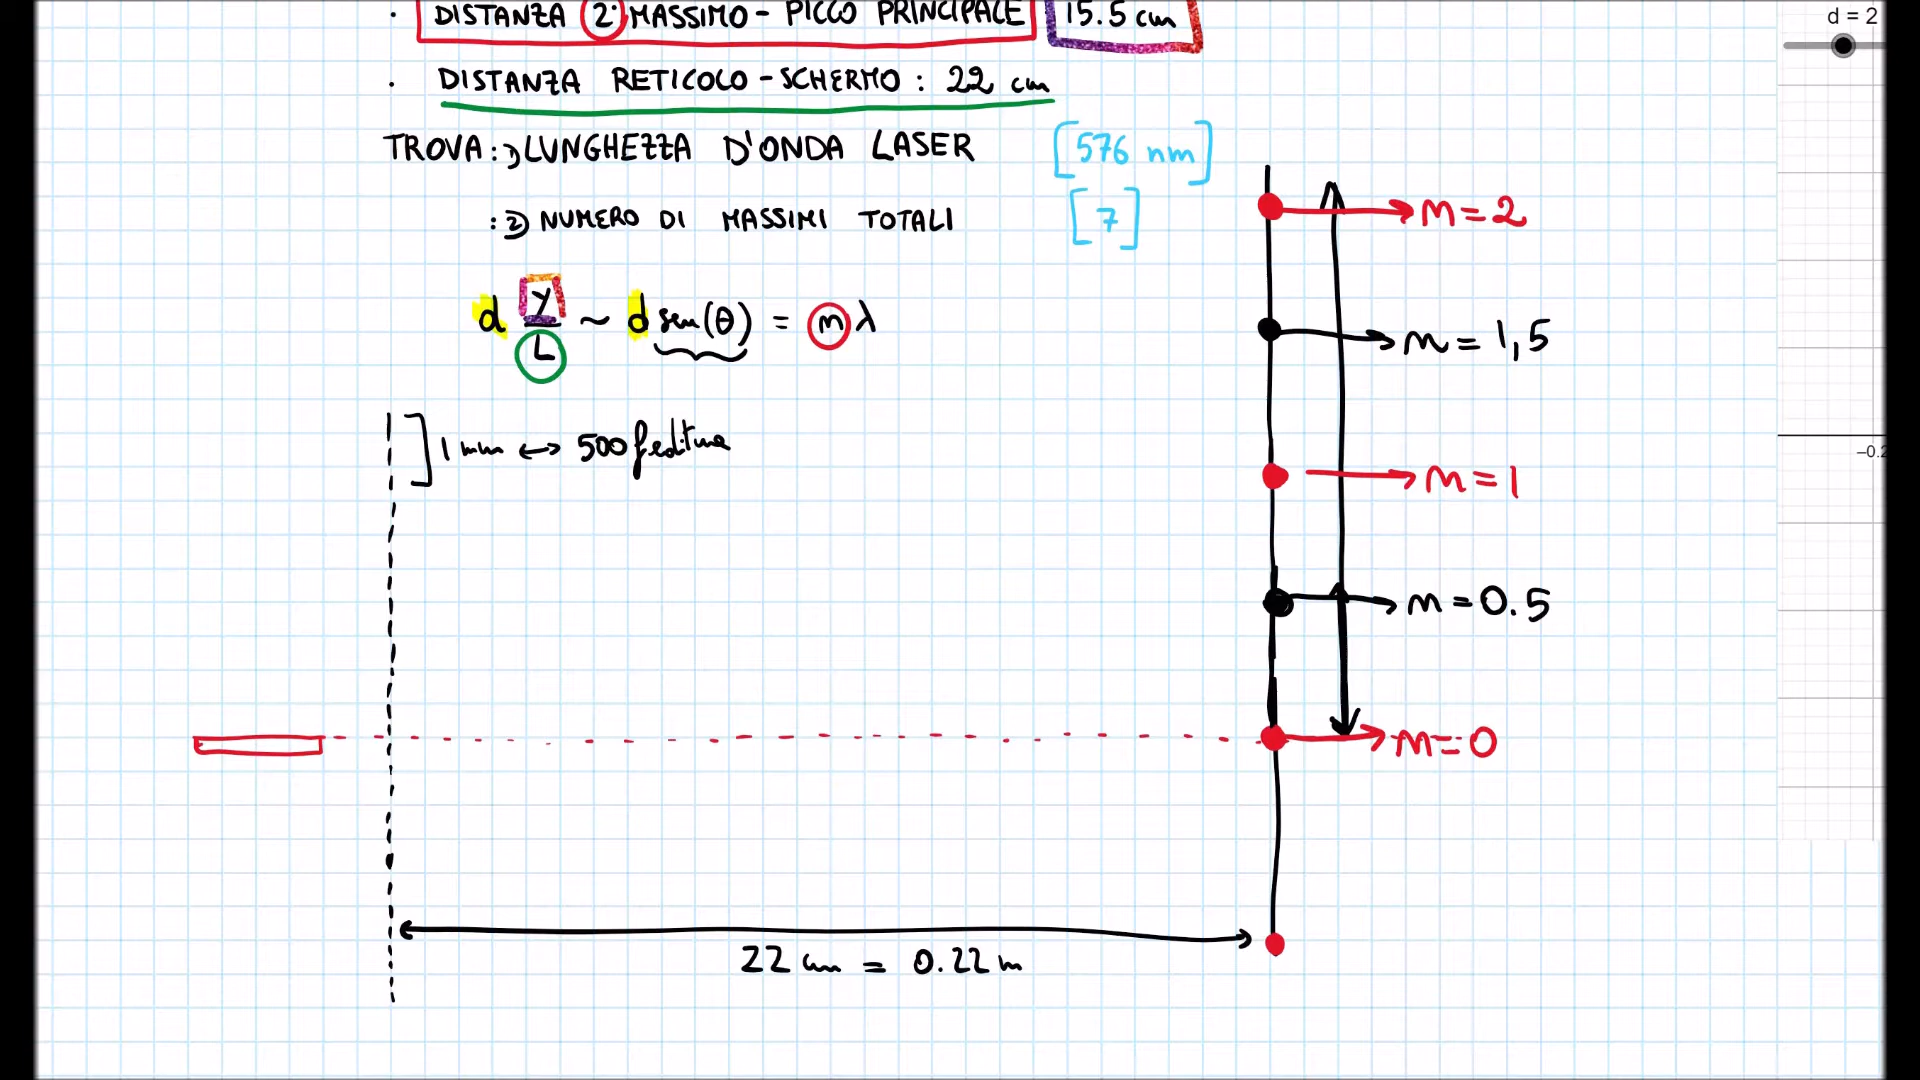 · DISTANZA 2° MASSIMO - PICCO PRINCIPALE 15.5 cm
d = 2
· DISTANZA RETICOLO - SCHERMO : 22 cm
TROVA : 1) LUNGHEZZA D'ONDA LASER [576 nm]
: 2) NUMERO DI MASSIMI TOTALI [7]
m = 2
d y/L ~ d sen(θ) = m λ
m = 1,5
] 1 mm ↔ 500 fenditure
−0.2
m = 1
m = 0.5
m = 0
22 cm = 0.22 m